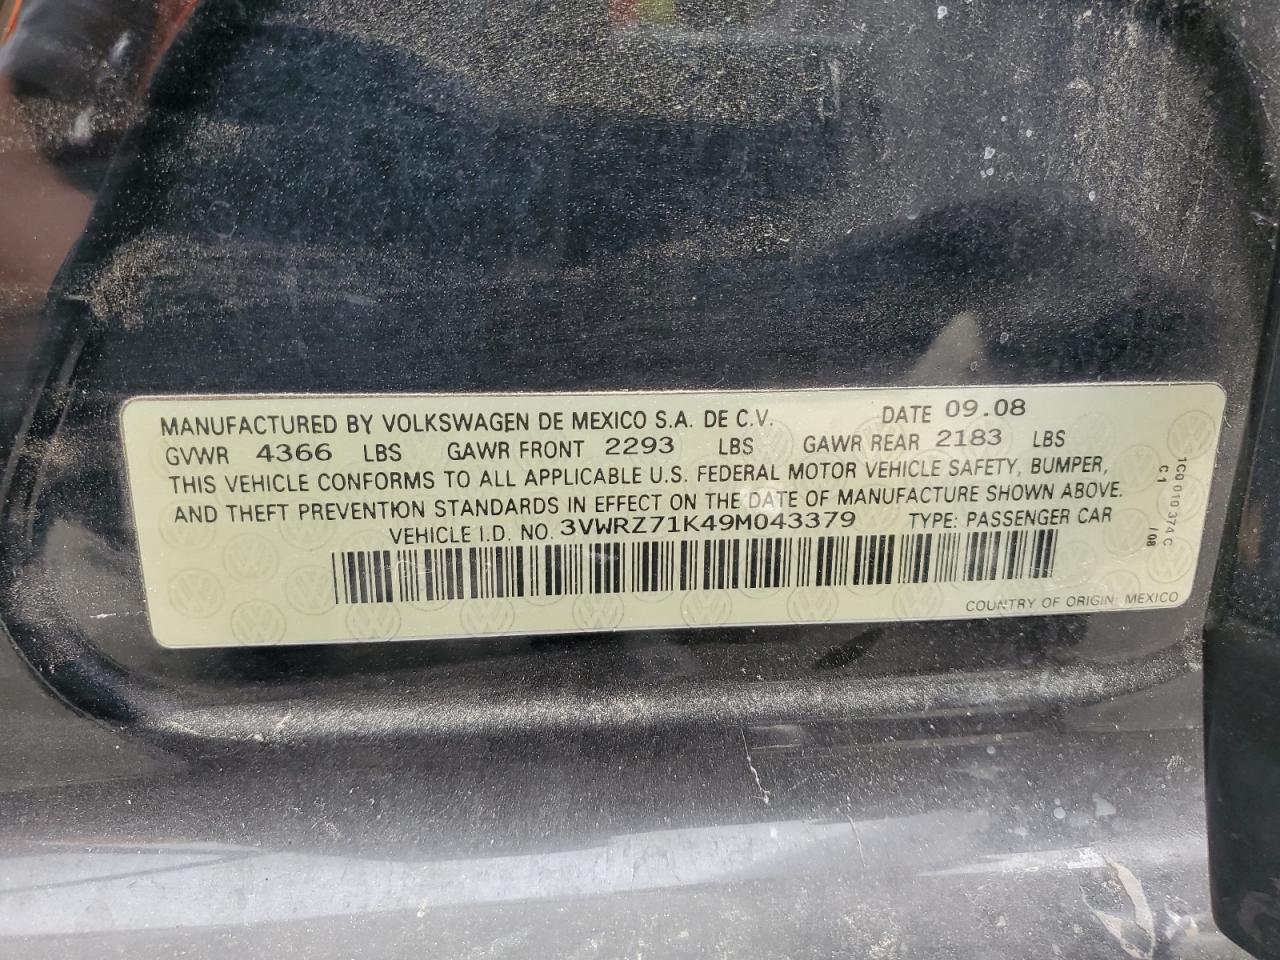 MANUFACTURED BY VOLKSWAGEN DE MEXICO S.A. DE C.V. DATE 09.08
GVWR 4366 LBS GAWR FRONT 2293 LBS GAWR REAR 2183 LBS
THIS VEHICLE CONFORMS TO ALL APPLICABLE U.S. FEDERAL MOTOR VEHICLE SAFETY, BUMPER,
AND THEFT PREVENTION STANDARDS IN EFFECT ON THE DATE OF MANUFACTURE SHOWN ABOVE.
VEHICLE I.D. NO. 3VWRZ71K49M043379 TYPE: PASSENGER CAR
COUNTRY OF ORIGIN: MEXICO
1C0 010 374 C
C1 /08